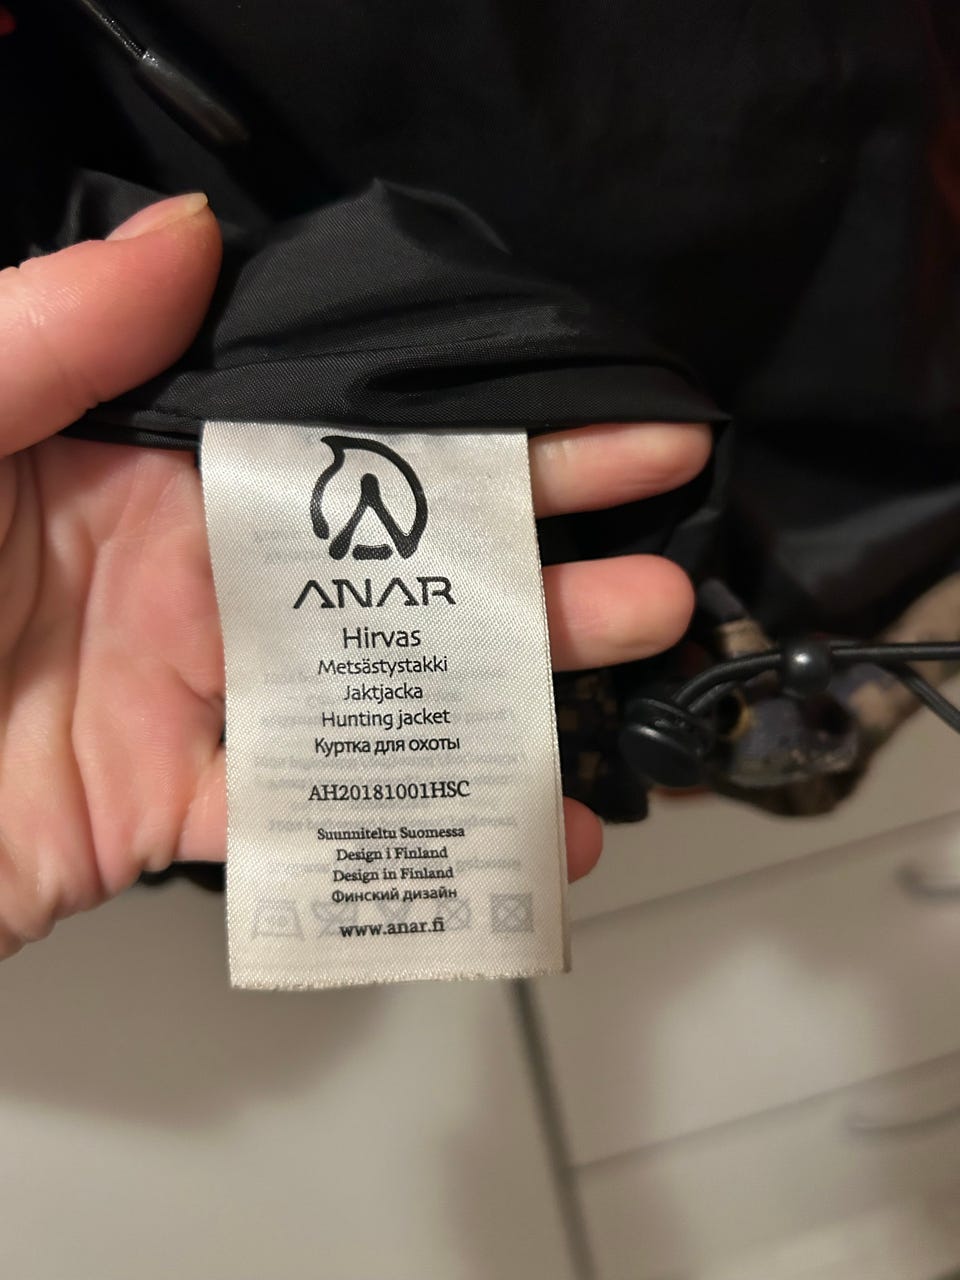 ANAR
Hirvas
Metsästystakki
Jaktjacka
Hunting jacket
Куртка для охоты
AH20181001HSC
Suunniteltu Suomessa
Design i Finland
Design in Finland
Финский дизайн
www.anar.fi